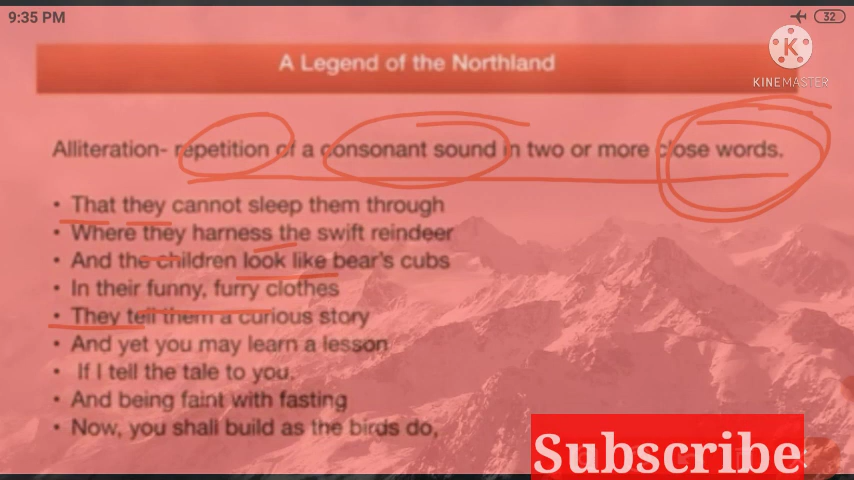 9:35 PM
32
K
KINEMASTER
A Legend of the Northland
Alliteration- repetition of a consonant sound in two or more close words.
• That they cannot sleep them through
• Where they harness the swift reindeer
• And the children look like bear's cubs
• In their funny, furry clothes
• They tell them a curious story
• And yet you may learn a lesson
• If I tell the tale to you.
• And being faint with fasting
• Now, you shall build as the birds do,
Subscribe